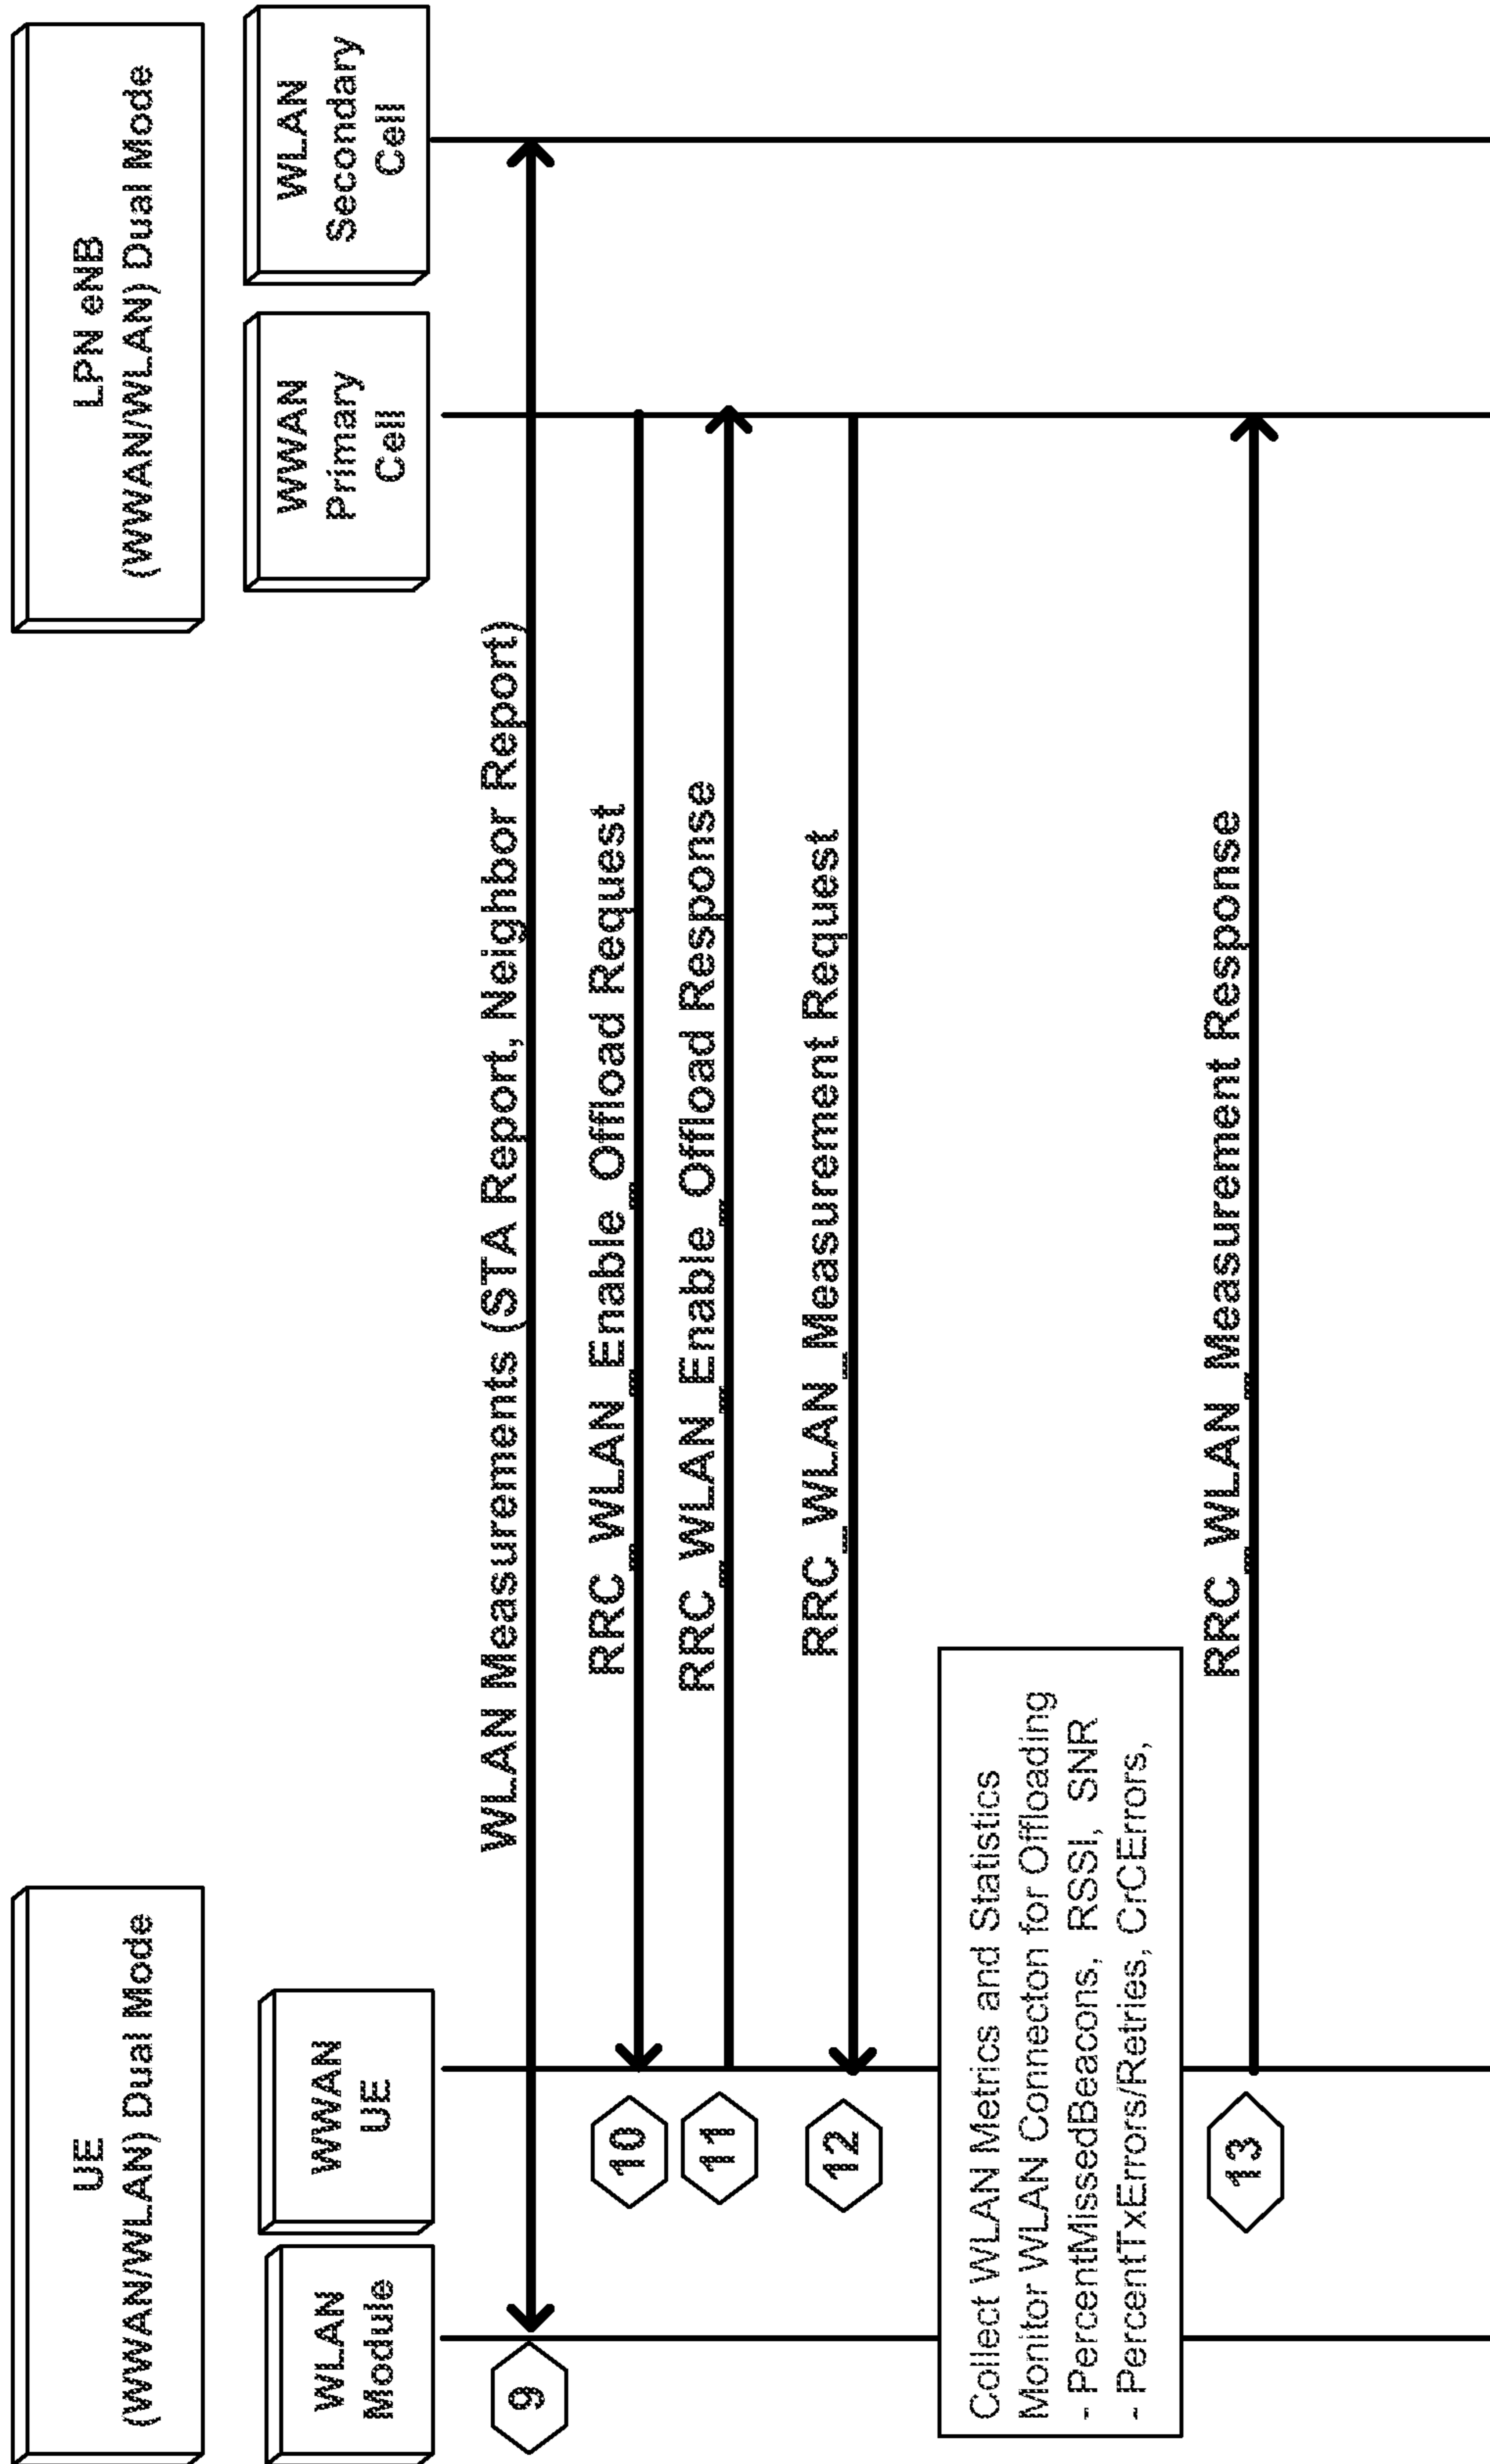 UE
(WWAN/WLAN) Dual Mode
LPN eNB
(WWAN/WLAN) Dual Mode
WLAN
Module
WWAN
UE
WWAN
Primary
Cell
WLAN
Secondary
Cell
9
WLAN Measurements (STA Report, Neighbor Report)
10
RRC_WLAN_Enable_Offload Request
11
RRC_WLAN_Enable_Offload Response
12
RRC_WLAN_Measurement Request
Collect WLAN Metrics and Statistics
Monitor WLAN Connecton for Offloading
- PercentMissedBeacons, RSSI, SNR
- PercentTxErrors/Retries, CrCErrors,
13
RRC_WLAN_Measurement Response